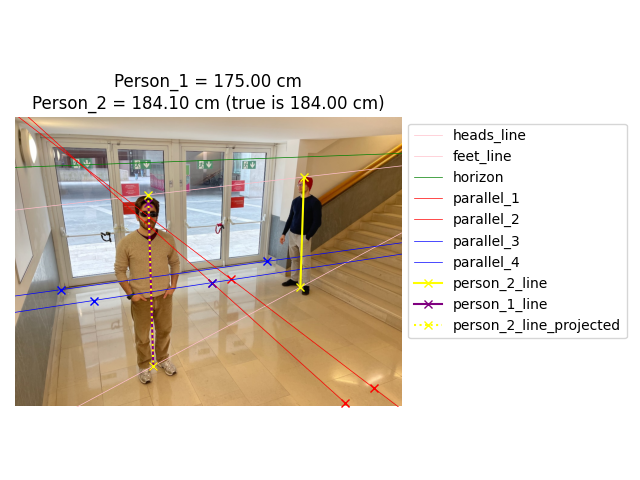 Person_1 = 175.00 cm
Person_2 = 184.10 cm (true is 184.00 cm)
heads_line
feet_line
horizon
parallel_1
parallel_2
parallel_3
parallel_4
person_2_line
person_1_line
person_2_line_projected